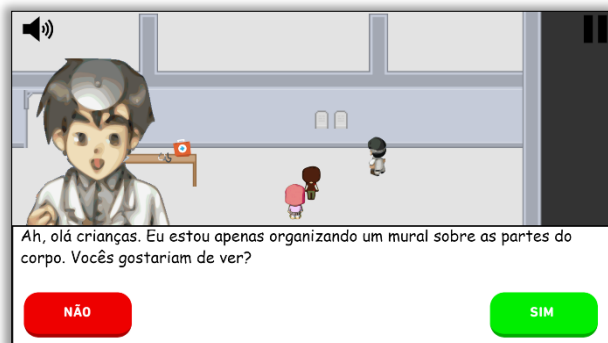 Ah, olá crianças. Eu estou apenas organizando um mural sobre as partes do
corpo. Vocês gostariam de ver?
NÃO
SIM